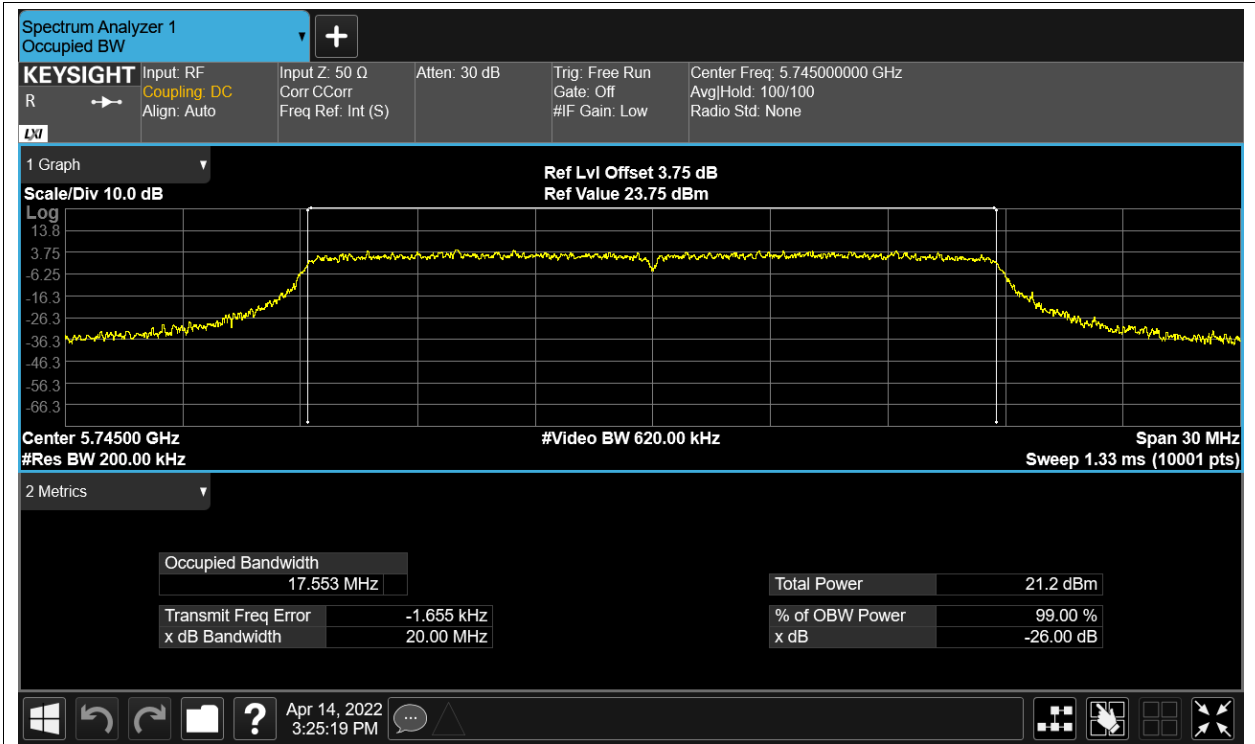 Spectrum Analyzer 1
Occupied BW
KEYSIGHT
R
LXI
Input: RF
Coupling: DC
Align: Auto
Input Z: 50 Ω
Corr CCorr
Freq Ref: Int (S)
Atten: 30 dB
Trig: Free Run
Gate: Off
#IF Gain: Low
Center Freq: 5.745000000 GHz
Avg|Hold: 100/100
Radio Std: None
1 Graph
Scale/Div 10.0 dB
Ref Lvl Offset 3.75 dB
Ref Value 23.75 dBm
Log
13.8
3.75
-6.25
-16.3
-26.3
-36.3
-46.3
-56.3
-66.3
Center 5.74500 GHz
#Res BW 200.00 kHz
#Video BW 620.00 kHz
Span 30 MHz
Sweep 1.33 ms (10001 pts)
2 Metrics
Occupied Bandwidth
17.553 MHz
Transmit Freq Error -1.655 kHz
x dB Bandwidth 20.00 MHz
Total Power 21.2 dBm
% of OBW Power 99.00 %
x dB -26.00 dB
?
Apr 14, 2022
3:25:19 PM